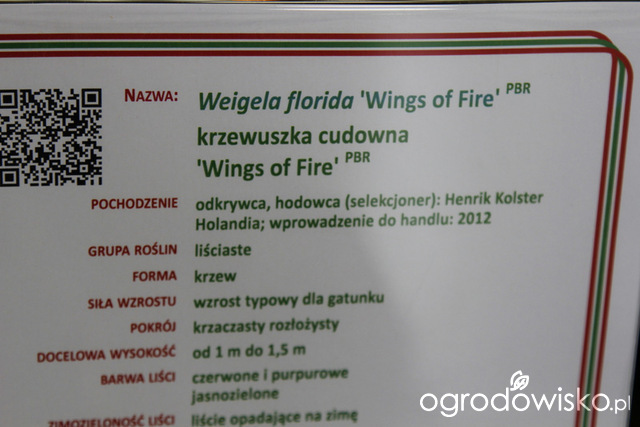 NAZWA: Weigela florida 'Wings of Fire' PBR
krzewuszka cudowna
'Wings of Fire' PBR
POCHODZENIE odkrywca, hodowca (selekcjoner): Henrik Kolster
Holandia; wprowadzenie do handlu: 2012
GRUPA ROŚLIN liściaste
FORMA krzew
SIŁA WZROSTU wzrost typowy dla gatunku
POKRÓJ krzaczasty rozłożysty
DOCELOWA WYSOKOŚĆ od 1 m do 1,5 m
BARWA LIŚCI czerwone i purpurowe
jasnozielone
ZIMOZIELONOŚĆ LIŚCI liście opadające na zimę
ogrodowisko.pl